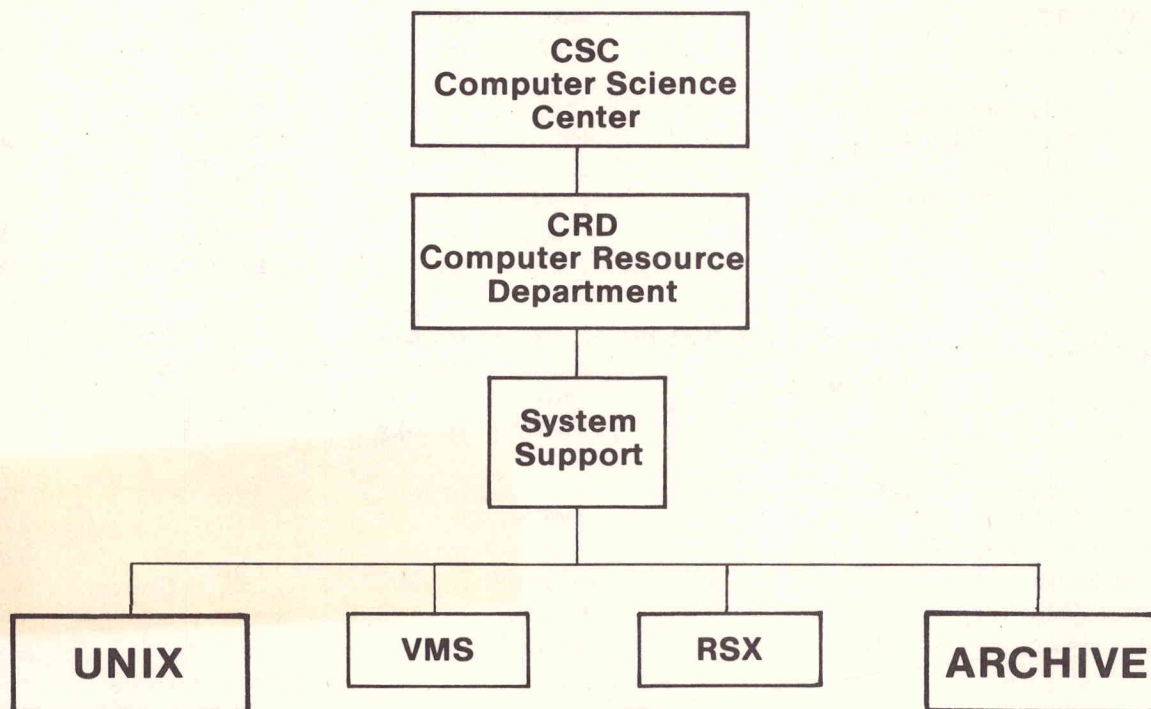 CSC
Computer Science
Center
CRD
Computer Resource
Department
System
Support
UNIX
VMS
RSX
ARCHIVE